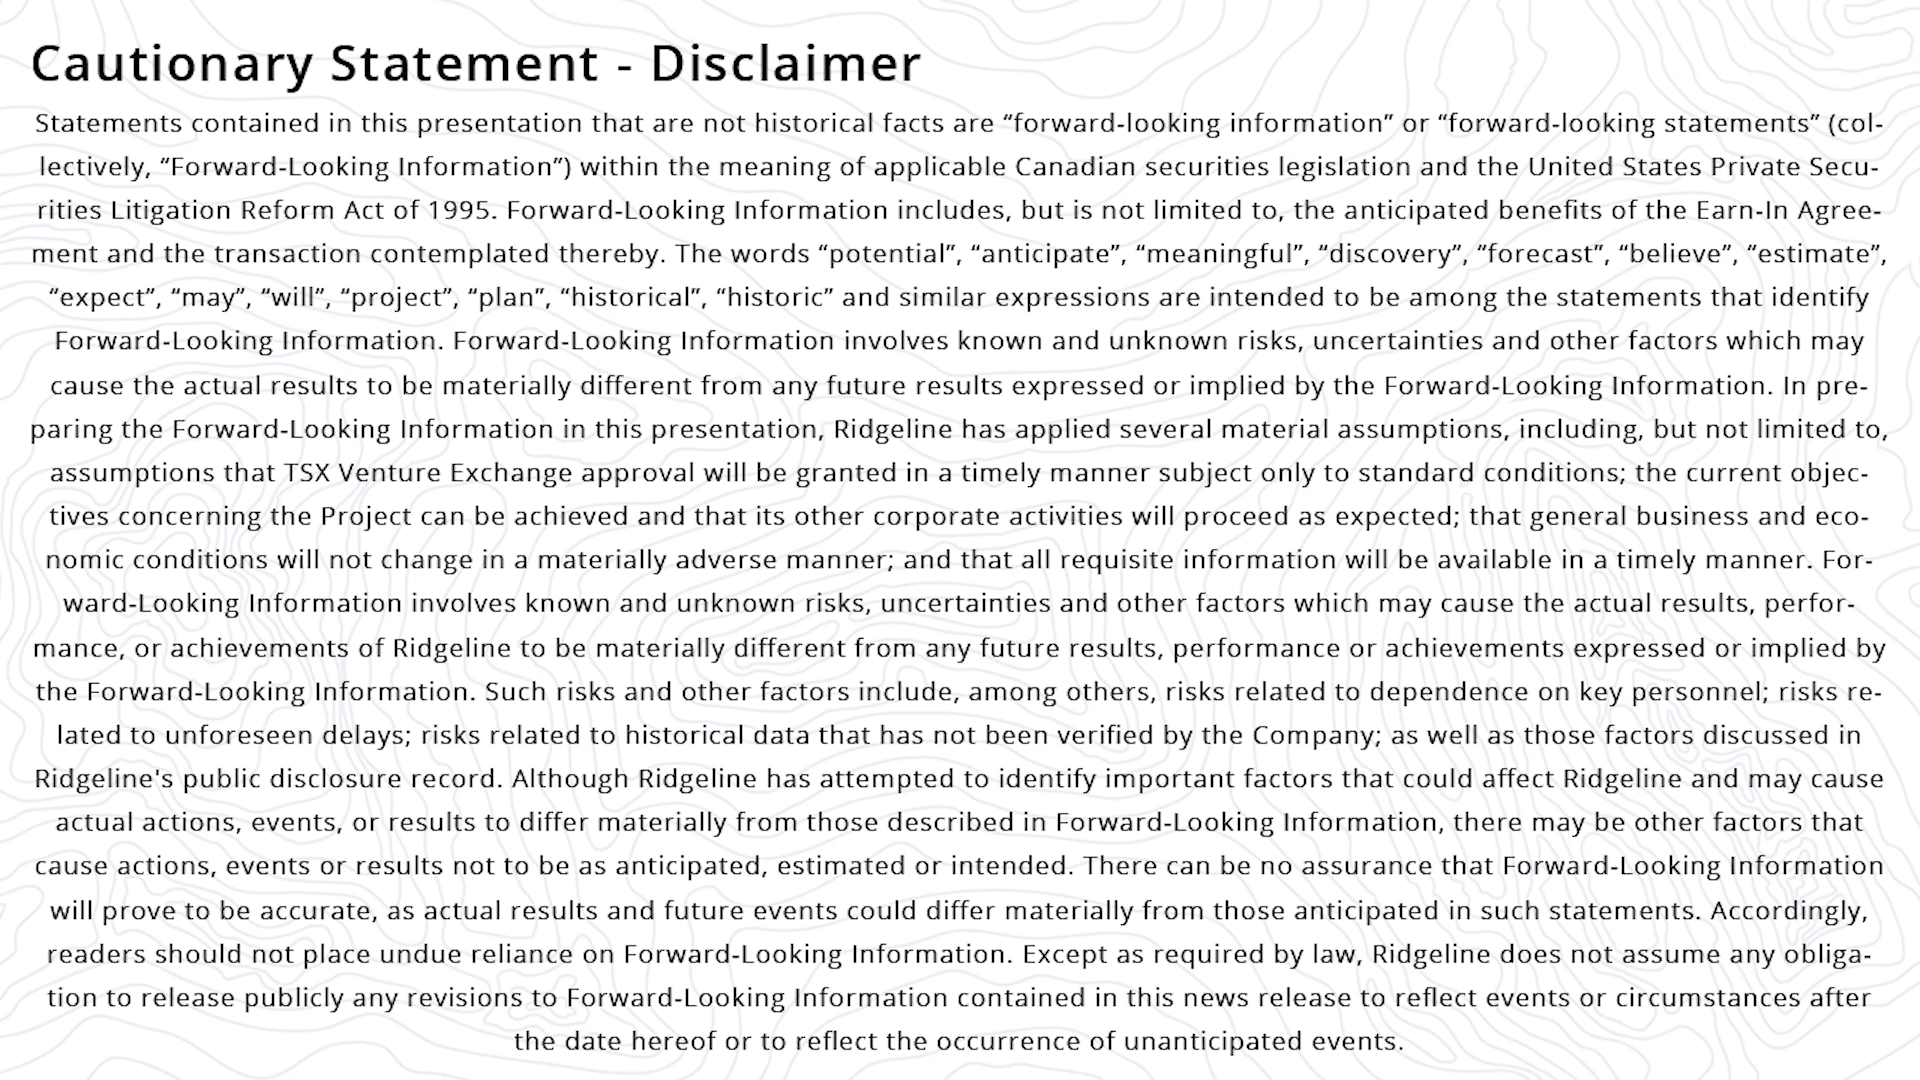 Cautionary Statement - Disclaimer
Statements contained in this presentation that are not historical facts are “forward-looking information” or “forward-looking statements” (col-
lectively, “Forward-Looking Information”) within the meaning of applicable Canadian securities legislation and the United States Private Secu-
rities Litigation Reform Act of 1995. Forward-Looking Information includes, but is not limited to, the anticipated benefits of the Earn-In Agree-
ment and the transaction contemplated thereby. The words “potential”, “anticipate”, “meaningful”, “discovery”, “forecast”, “believe”, “estimate”,
“expect”, “may”, “will”, “project”, “plan”, “historical”, “historic” and similar expressions are intended to be among the statements that identify
Forward-Looking Information. Forward-Looking Information involves known and unknown risks, uncertainties and other factors which may
cause the actual results to be materially different from any future results expressed or implied by the Forward-Looking Information. In pre-
paring the Forward-Looking Information in this presentation, Ridgeline has applied several material assumptions, including, but not limited to,
assumptions that TSX Venture Exchange approval will be granted in a timely manner subject only to standard conditions; the current objec-
tives concerning the Project can be achieved and that its other corporate activities will proceed as expected; that general business and eco-
nomic conditions will not change in a materially adverse manner; and that all requisite information will be available in a timely manner. For-
ward-Looking Information involves known and unknown risks, uncertainties and other factors which may cause the actual results, perfor-
mance, or achievements of Ridgeline to be materially different from any future results, performance or achievements expressed or implied by
the Forward-Looking Information. Such risks and other factors include, among others, risks related to dependence on key personnel; risks re-
lated to unforeseen delays; risks related to historical data that has not been verified by the Company; as well as those factors discussed in
Ridgeline's public disclosure record. Although Ridgeline has attempted to identify important factors that could affect Ridgeline and may cause
actual actions, events, or results to differ materially from those described in Forward-Looking Information, there may be other factors that
cause actions, events or results not to be as anticipated, estimated or intended. There can be no assurance that Forward-Looking Information
will prove to be accurate, as actual results and future events could differ materially from those anticipated in such statements. Accordingly,
readers should not place undue reliance on Forward-Looking Information. Except as required by law, Ridgeline does not assume any obliga-
tion to release publicly any revisions to Forward-Looking Information contained in this news release to reflect events or circumstances after
the date hereof or to reflect the occurrence of unanticipated events.